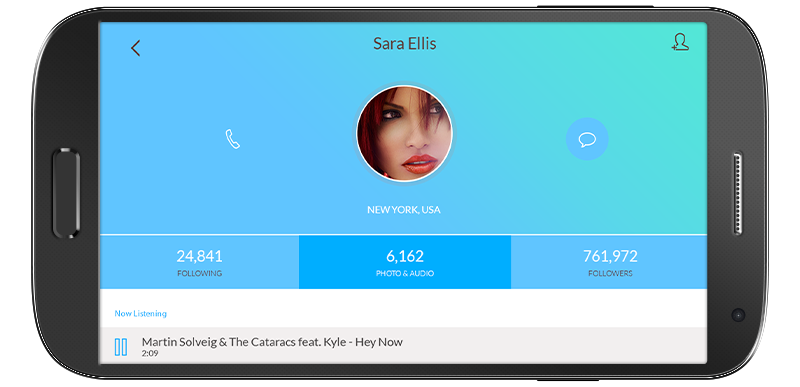 Sara Ellis
NEW YORK, USA
24,841
FOLLOWING
6,162
PHOTO & AUDIO
761,972
FOLLOWERS
Now Listening
Martin Solveig & The Cataracs feat. Kyle - Hey Now
2:09